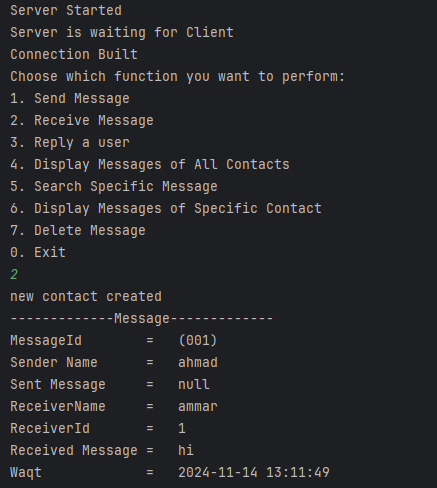 Server Started
Server is waiting for Client
Connection Built
Choose which function you want to perform:
1. Send Message
2. Receive Message
3. Reply a user
4. Display Messages of All Contacts
5. Search Specific Message
6. Display Messages of Specific Contact
7. Delete Message
0. Exit
2
new contact created
-------------Message-------------
MessageId        =   (001)
Sender Name      =   ahmad
Sent Message     =   null
ReceiverName     =   ammar
ReceiverId       =   1
Received Message =   hi
Waqt             =   2024-11-14 13:11:49